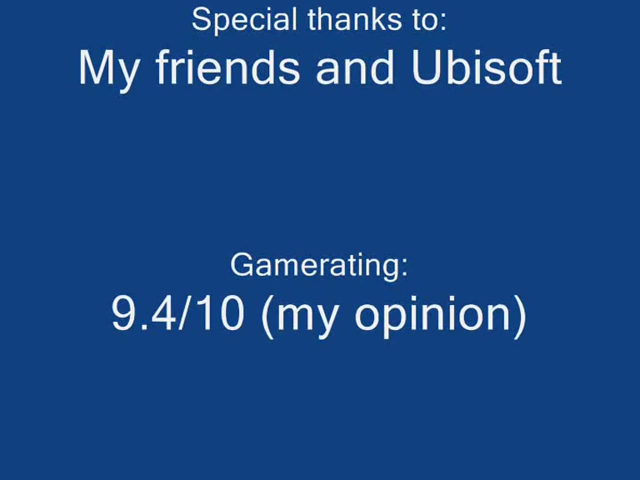 Special thanks to:
My friends and Ubisoft
Gamerating:
9.4/10 (my opinion)